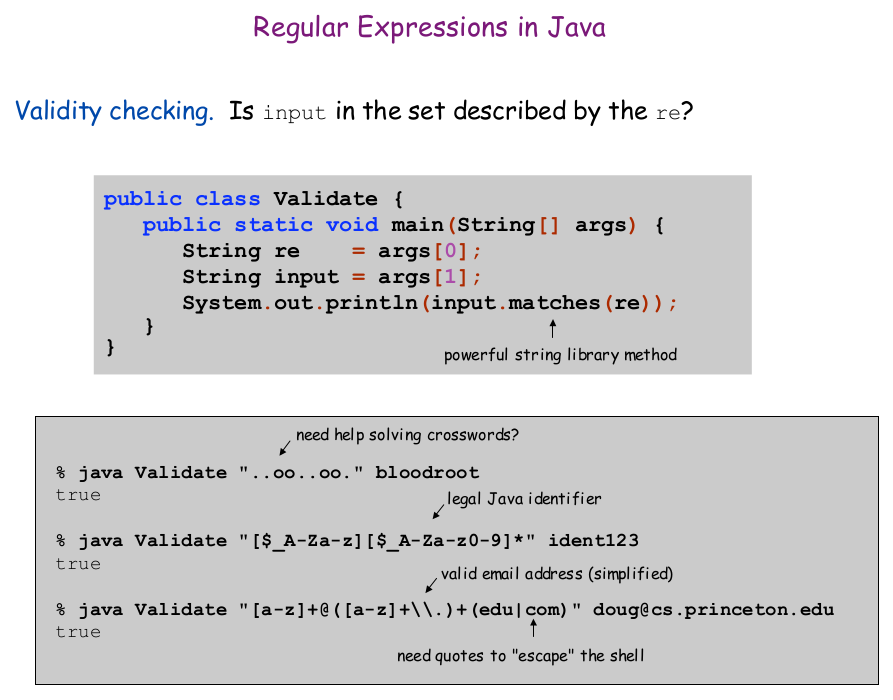 Regular Expressions in Java
Validity checking. Is input in the set described by the re?
public class Validate {
   public static void main(String[] args) {
      String re    = args[0];
      String input = args[1];
      System.out.println(input.matches(re));
   }
}
powerful string library method
need help solving crosswords?
% java Validate "..oo..oo." bloodroot
true
legal Java identifier
% java Validate "[$_A-Za-z][$_A-Za-z0-9]*" ident123
true
valid email address (simplified)
% java Validate "[a-z]+@([a-z]+\\.)+(edu|com)" doug@cs.princeton.edu
true
need quotes to "escape" the shell